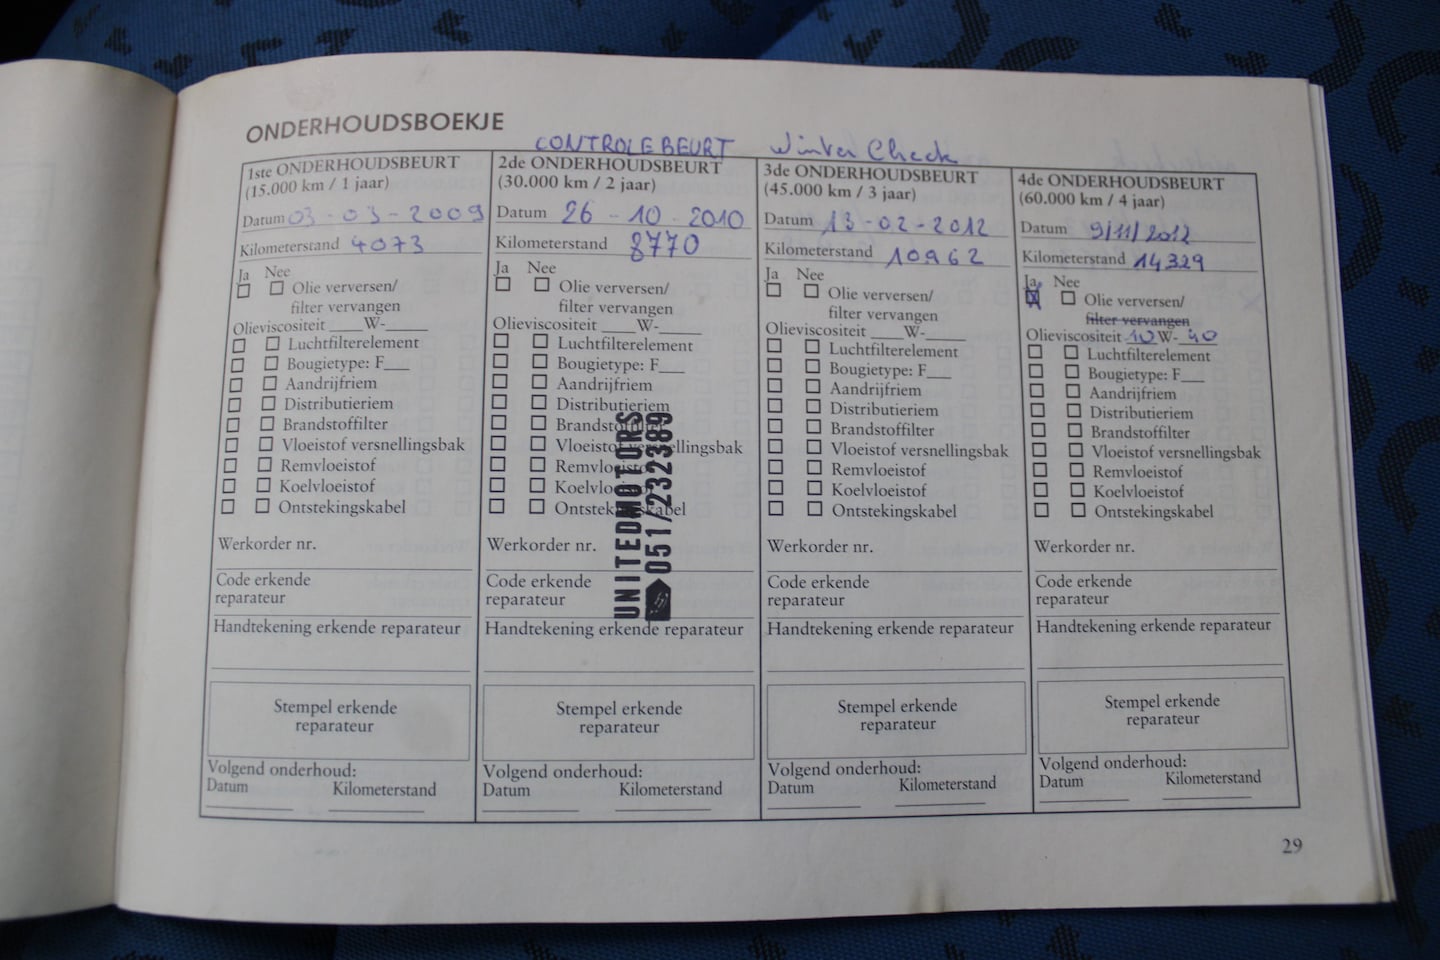 ONDERHOUDSBOEKJE
CONTROLEBEURT Winter Check
1ste ONDERHOUDSBEURT
(15.000 km / 1 jaar)
Datum 03-03-2009
Kilometerstand 4073
Ja Nee
Olie verversen/
filter vervangen
Olieviscositeit ____W-_____
Luchtfilterelement
Bougietype: F___
Aandrijfriem
Distributieriem
Brandstoffilter
Vloeistof versnellingsbak
Remvloeistof
Koelvloeistof
Ontstekingskabel
Werkorder nr.
Code erkende
reparateur
Handtekening erkende reparateur
Stempel erkende
reparateur
Volgend onderhoud:
Datum Kilometerstand
2de ONDERHOUDSBEURT
(30.000 km / 2 jaar)
Datum 26-10-2010
Kilometerstand 8770
Ja Nee
Olie verversen/
filter vervangen
Olieviscositeit ____W-_____
Luchtfilterelement
Bougietype: F___
Aandrijfriem
Distributieriem
Brandstoffilter
Vloeistof versnellingsbak
Remvloeistof
Koelvloeistof
Ontstekingskabel
UNITEDMOTORS
051/232389
Werkorder nr.
Code erkende
reparateur
Handtekening erkende reparateur
Stempel erkende
reparateur
Volgend onderhoud:
Datum Kilometerstand
3de ONDERHOUDSBEURT
(45.000 km / 3 jaar)
Datum 13-02-2012
Kilometerstand 10962
Ja Nee
Olie verversen/
filter vervangen
Olieviscositeit ____W-_____
Luchtfilterelement
Bougietype: F___
Aandrijfriem
Distributieriem
Brandstoffilter
Vloeistof versnellingsbak
Remvloeistof
Koelvloeistof
Ontstekingskabel
Werkorder nr.
Code erkende
reparateur
Handtekening erkende reparateur
Stempel erkende
reparateur
Volgend onderhoud:
Datum Kilometerstand
4de ONDERHOUDSBEURT
(60.000 km / 4 jaar)
Datum 9/11/2012
Kilometerstand 14329
Ja Nee
Olie verversen/
filter vervangen
Olieviscositeit 10 W- 40
Luchtfilterelement
Bougietype: F___
Aandrijfriem
Distributieriem
Brandstoffilter
Vloeistof versnellingsbak
Remvloeistof
Koelvloeistof
Ontstekingskabel
Werkorder nr.
Code erkende
reparateur
Handtekening erkende reparateur
Stempel erkende
reparateur
Volgend onderhoud:
Datum Kilometerstand
29